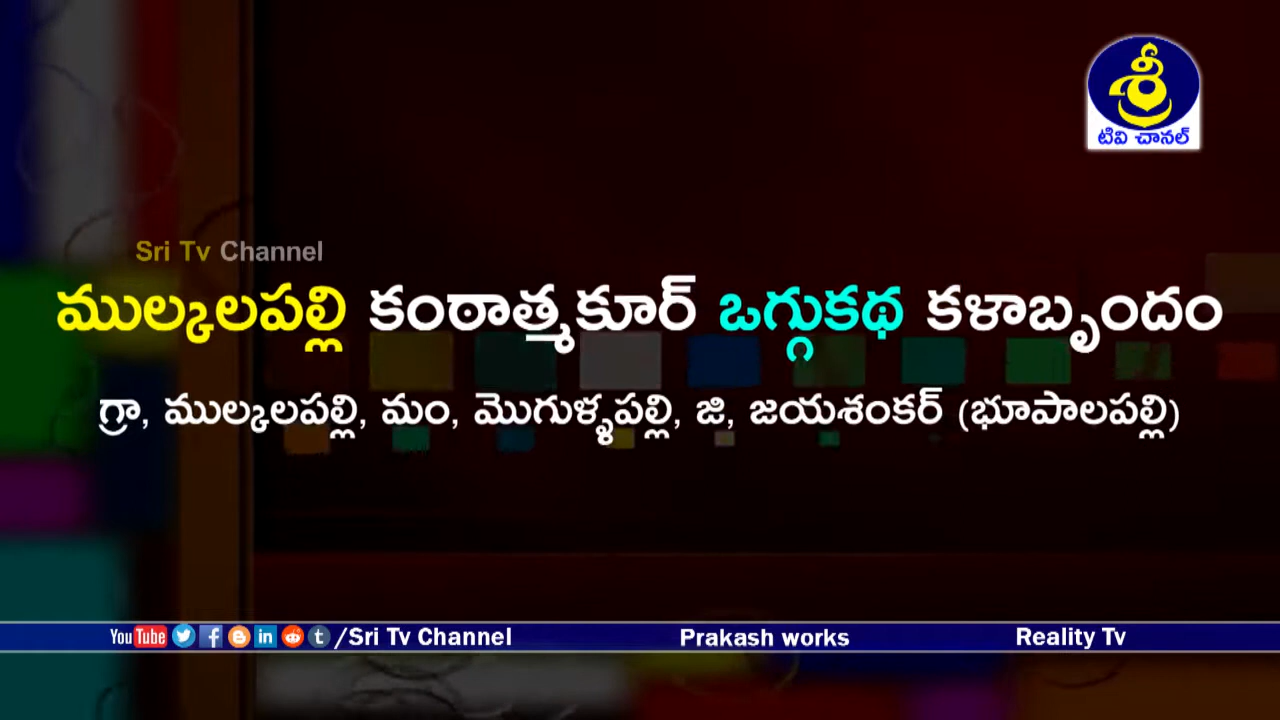 శ్రీ
టివి చానల్
Sri Tv Channel
ముల్కలపల్లి కంఠాత్మకూర్ ఒగ్గుకథ కళాబృందం
గ్రా, ముల్కలపల్లి, మం, మొగుళ్ళపల్లి, జి, జయశంకర్ (భూపాలపల్లి)
You Tube /Sri Tv Channel Prakash works Reality Tv